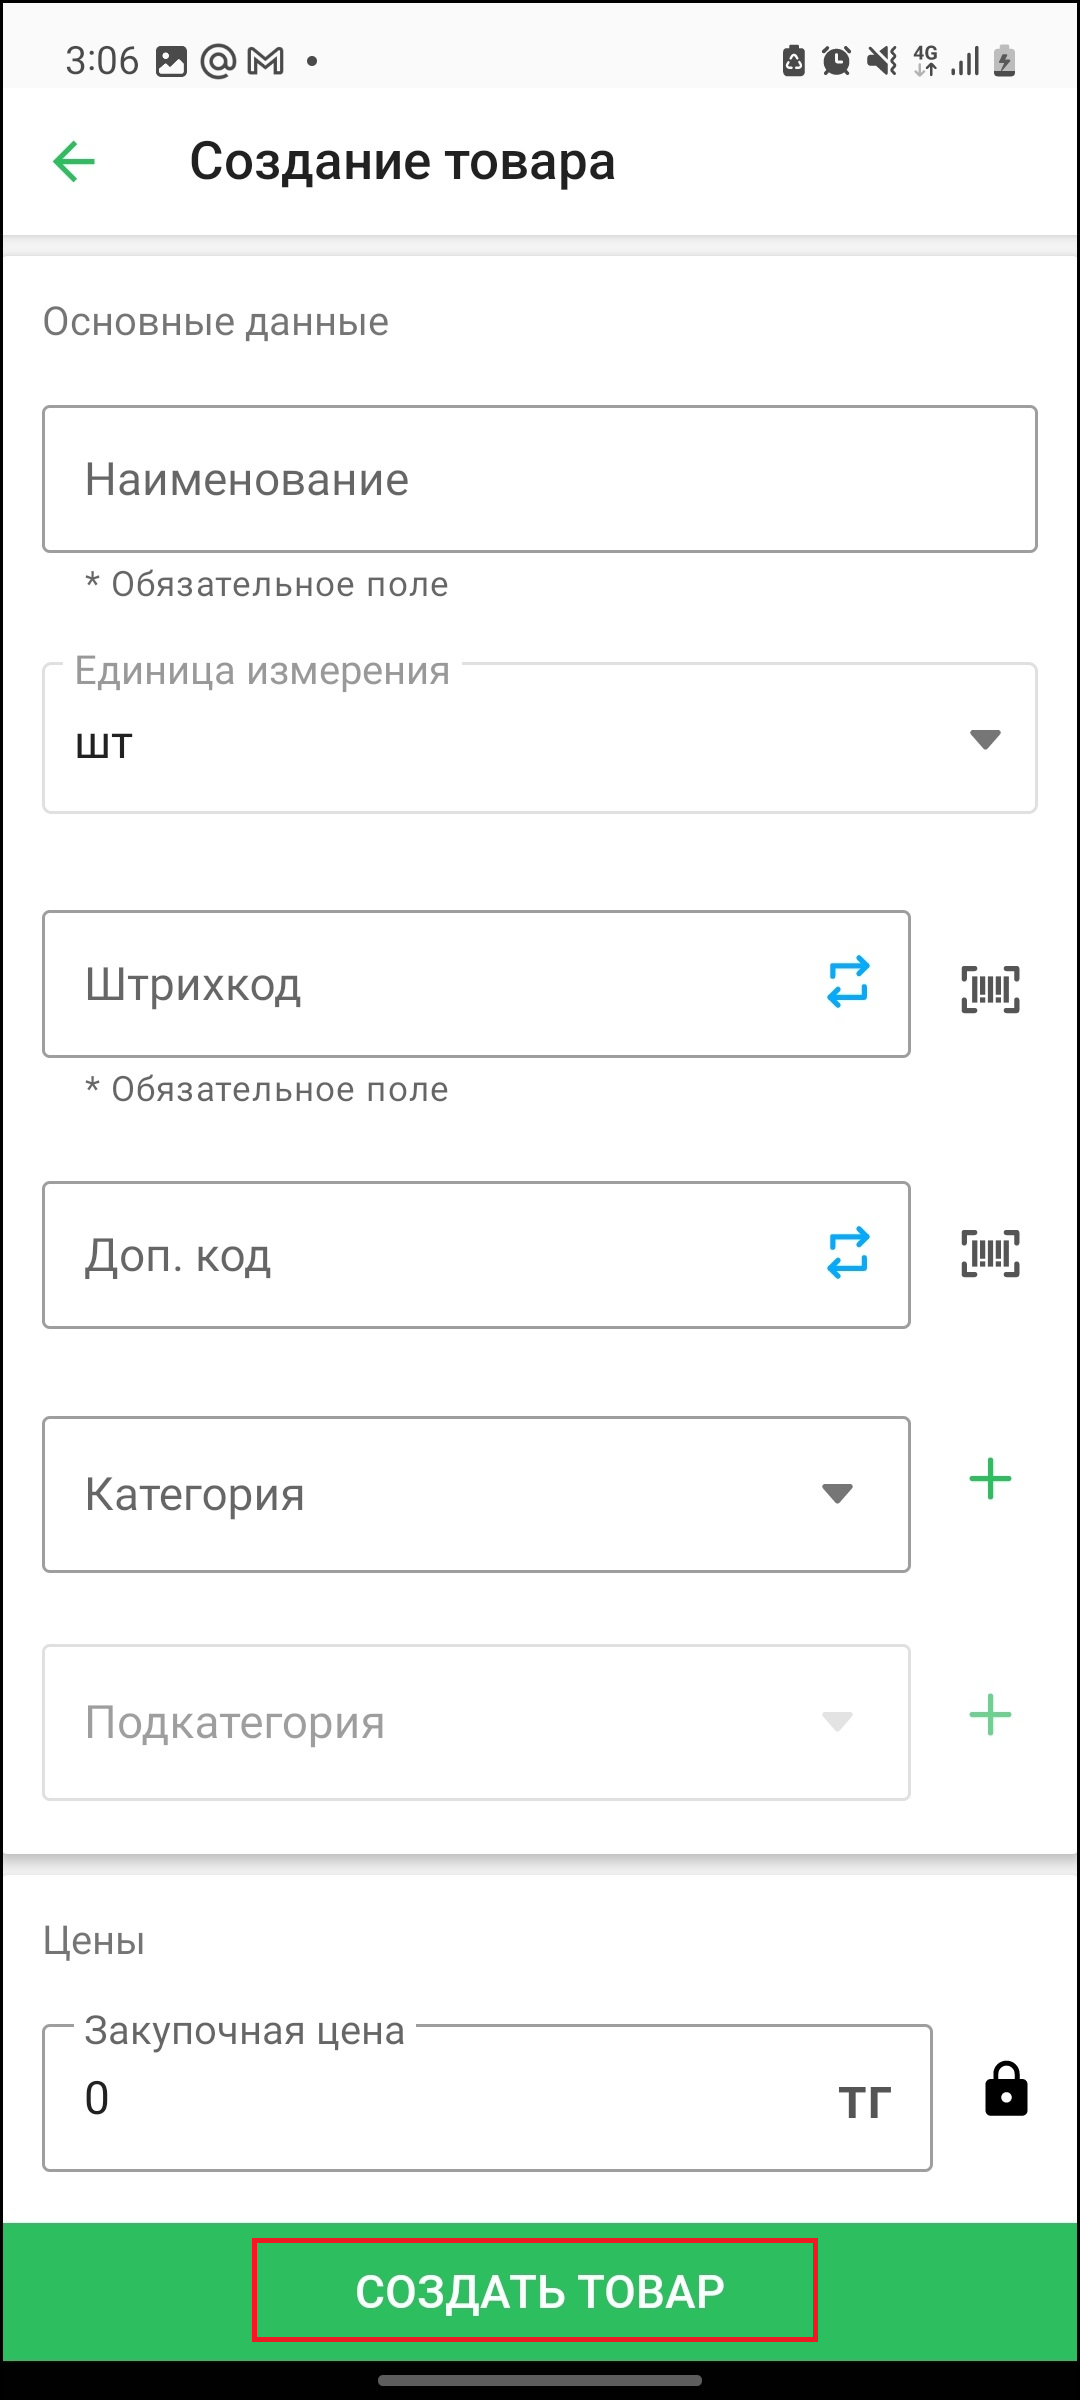 3:06
4G
Создание товара
Основные данные
Наименование
* Обязательное поле
Единица измерения
шт
Штрихкод
* Обязательное поле
Доп. код
Категория
Подкатегория
Цены
Закупочная цена
0 ТГ
СОЗДАТЬ ТОВАР